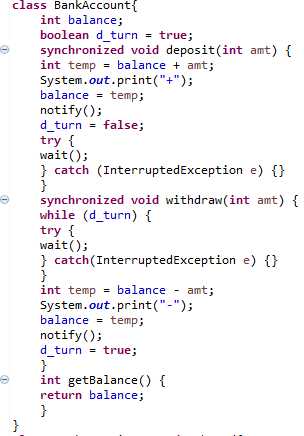 class BankAccount{
int balance;
boolean d_turn = true;
synchronized void deposit(int amt) {
int temp = balance + amt;
System.out.print("+");
balance = temp;
notify();
d_turn = false;
try {
wait();
} catch (InterruptedException e) {}
}
synchronized void withdraw(int amt) {
while (d_turn) {
try {
wait();
} catch(InterruptedException e) {}
}
int temp = balance - amt;
System.out.print("-");
balance = temp;
notify();
d_turn = true;
}
int getBalance() {
return balance;
}
}